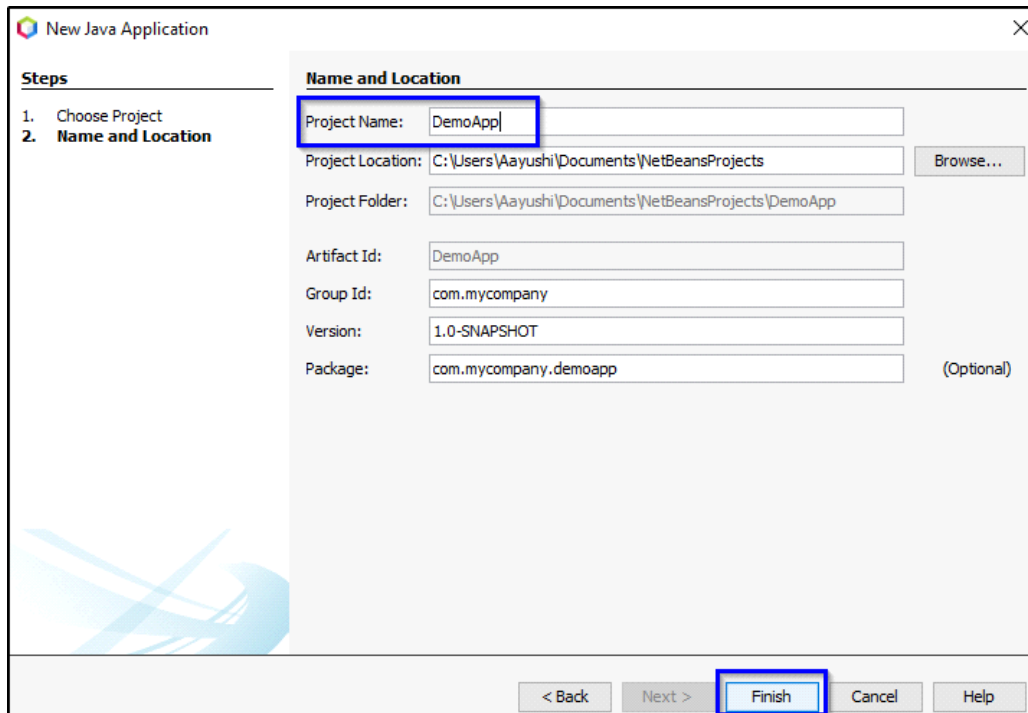 New Java Application
Steps
1. Choose Project
2. Name and Location
Name and Location
Project Name: DemoApp
Project Location: C:\Users\Aayushi\Documents\NetBeansProjects Browse...
Project Folder: C:\Users\Aayushi\Documents\NetBeansProjects\DemoApp
Artifact Id: DemoApp
Group Id: com.mycompany
Version: 1.0-SNAPSHOT
Package: com.mycompany.demoapp (Optional)
< Back Next > Finish Cancel Help